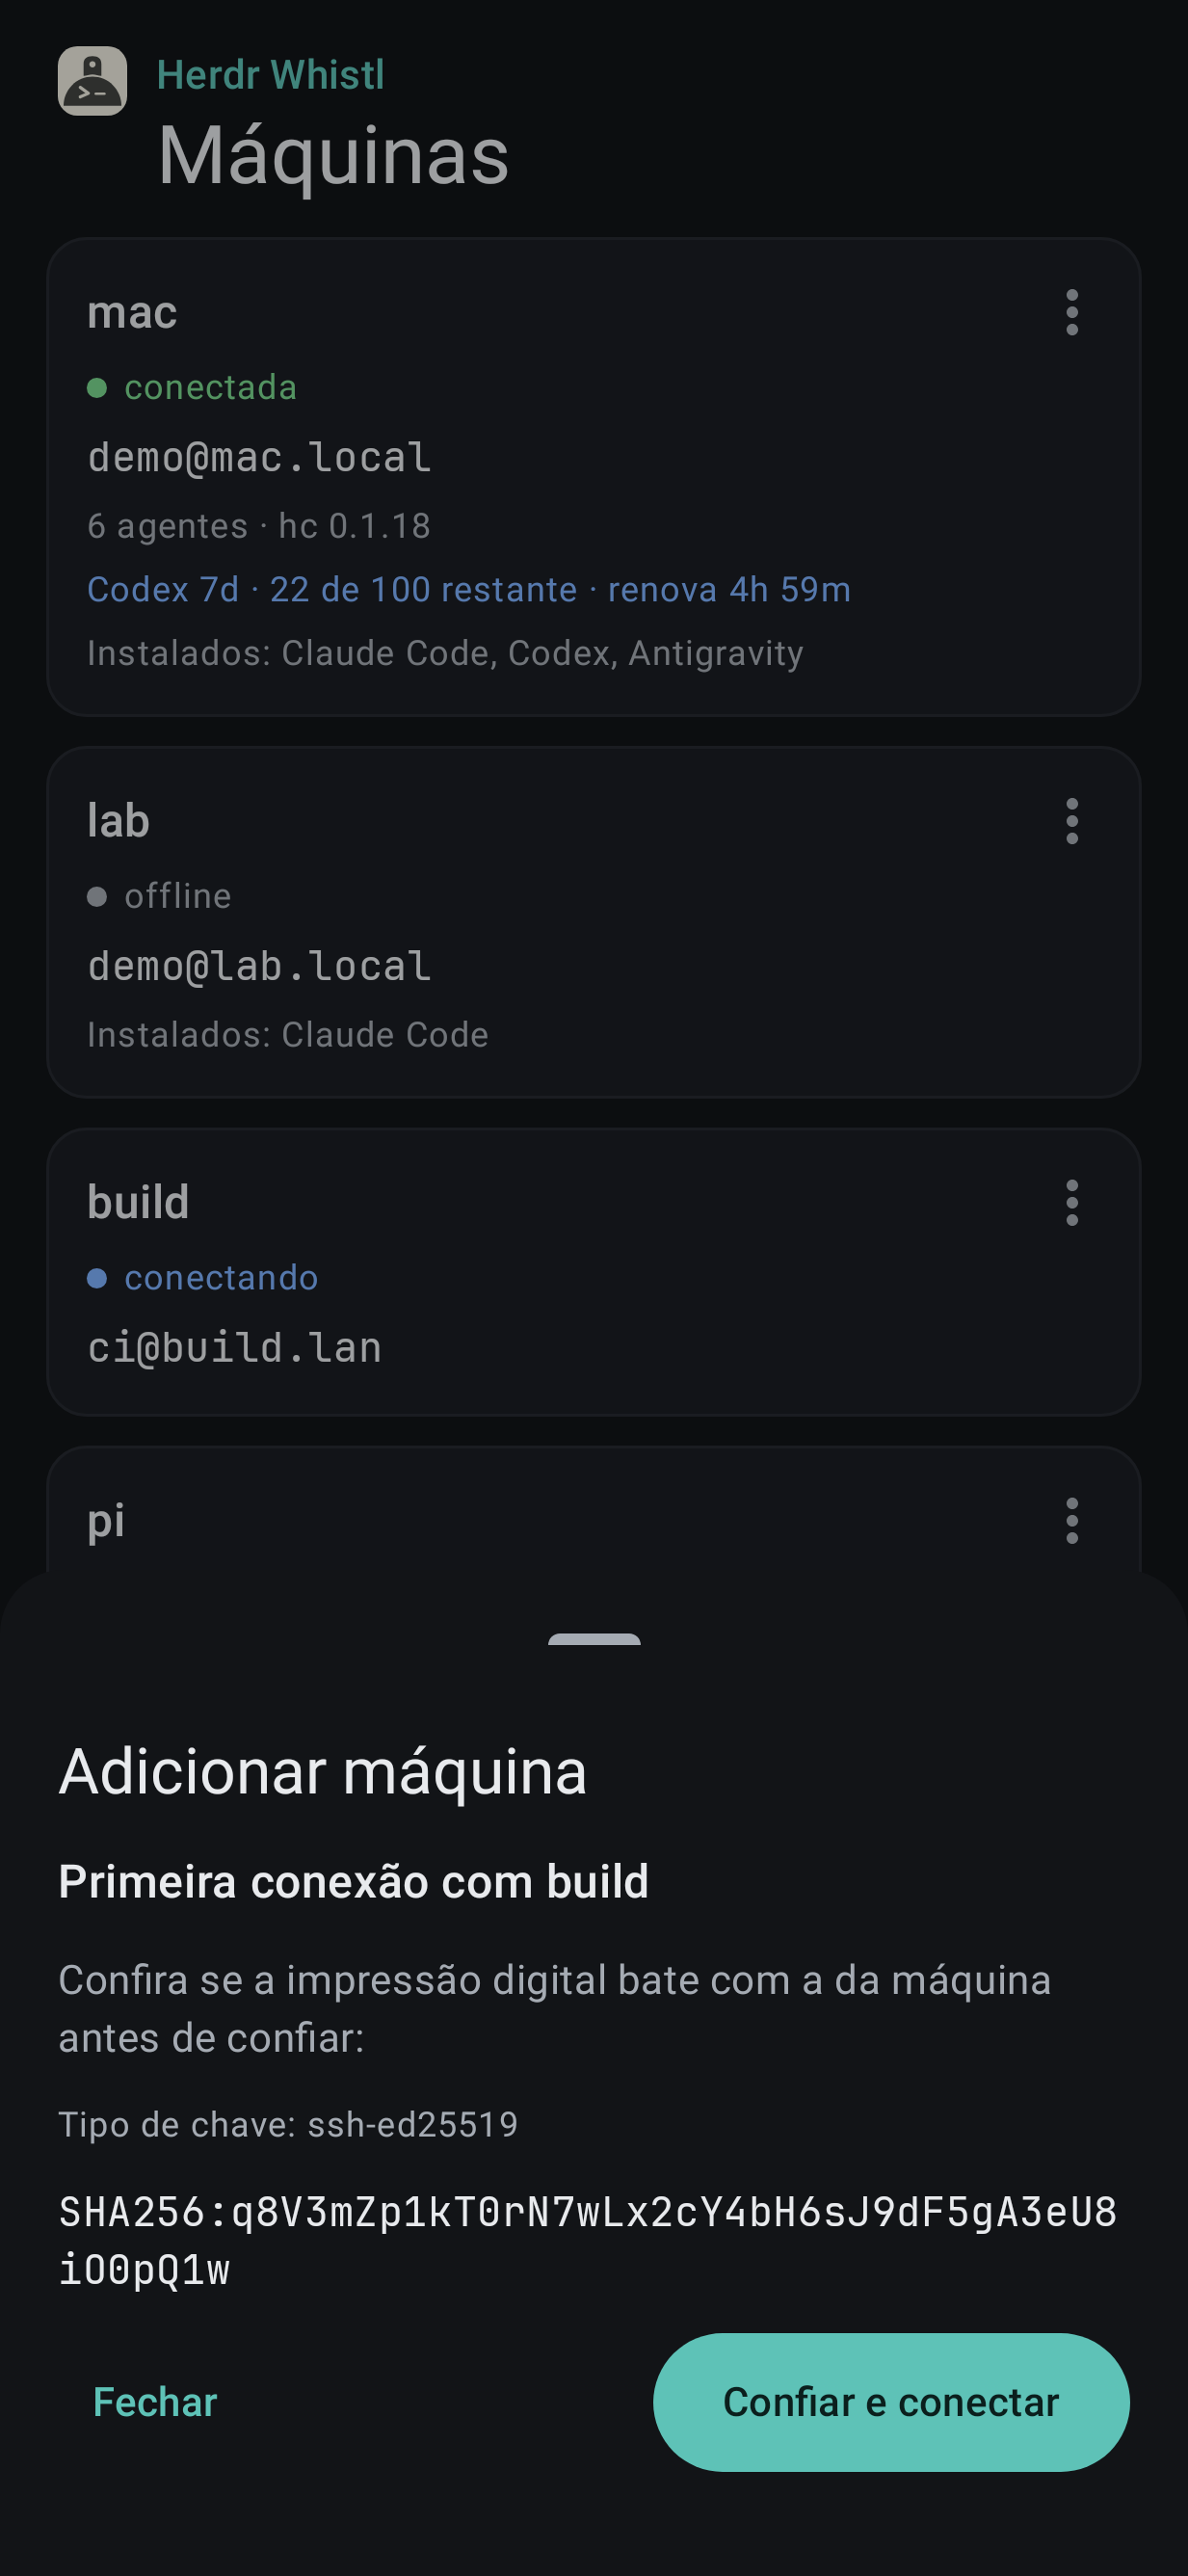 Herdr Whistl
Máquinas
mac
conectada
demo@mac.local
6 agentes · hc 0.1.18
Codex 7d · 22 de 100 restante · renova 4h 59m
Instalados: Claude Code, Codex, Antigravity
lab
offline
demo@lab.local
Instalados: Claude Code
build
conectando
ci@build.lan
pi
Adicionar máquina
Primeira conexão com build
Confira se a impressão digital bate com a da máquina
antes de confiar:
Tipo de chave: ssh-ed25519
SHA256:q8V3mZp1kT0rN7wLx2cY4bH6sJ9dF5gA3eU8
iO0pQ1w
Fechar
Confiar e conectar